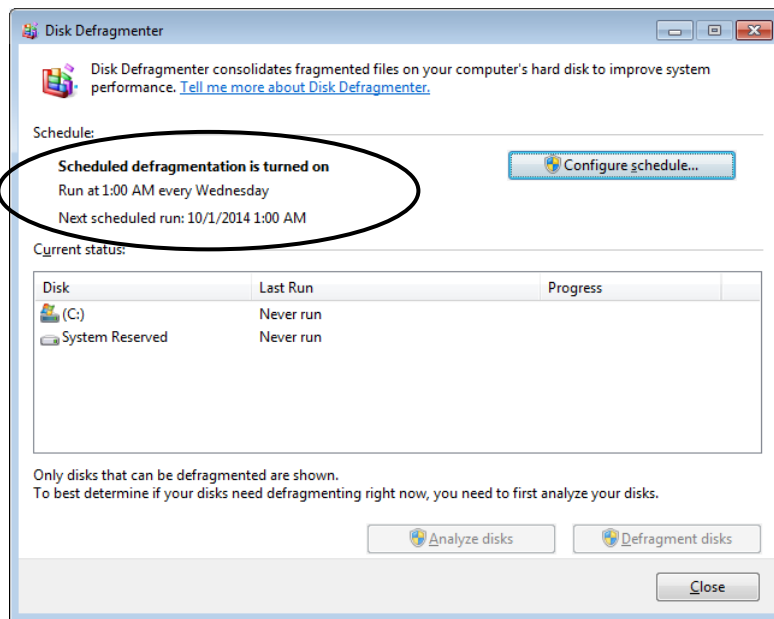 Disk Defragmenter
Disk Defragmenter consolidates fragmented files on your computer's hard disk to improve system
performance. Tell me more about Disk Defragmenter.
Schedule:
Scheduled defragmentation is turned on
Configure schedule...
Run at 1:00 AM every Wednesday
Next scheduled run: 10/1/2014 1:00 AM
Current status:
Disk Last Run Progress
(C:) Never run
System Reserved Never run
Only disks that can be defragmented are shown.
To best determine if your disks need defragmenting right now, you need to first analyze your disks.
Analyze disks Defragment disks
Close